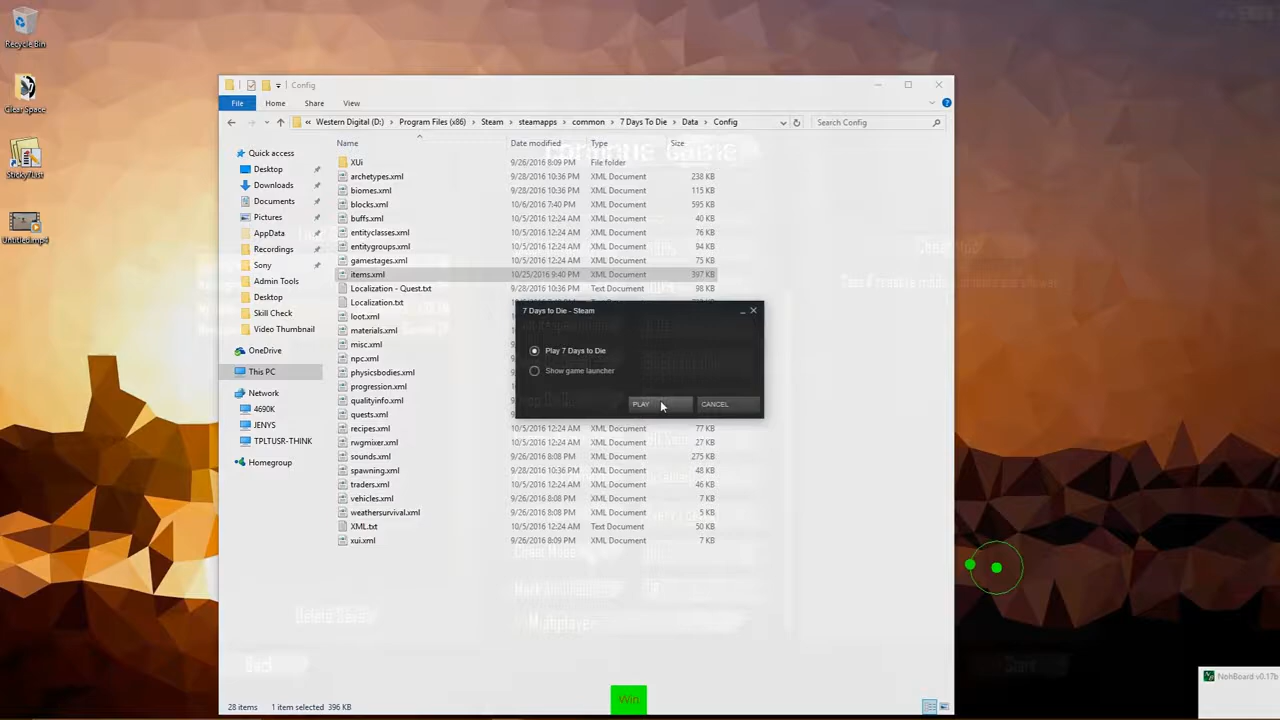 Recycle Bin
Clear Space
Sticky7List
Untitled.mp4
Config
File Home Share View
« Western Digital (D:) Program Files (x86) Steam steamapps common 7 Days To Die Data Config
Search Config
Quick access
Desktop
Downloads
Documents
Pictures
AppData
Recordings
Sony
Admin Tools
Desktop
Skill Check
Video Thumbnail
OneDrive
This PC
Network
4690K
JENYS
TPLTUSR-THINK
Homegroup
Name Date modified Type Size
XUi 9/26/2016 8:09 PM File folder
archetypes.xml 9/28/2016 10:36 PM XML Document 238 KB
biomes.xml 9/28/2016 10:36 PM XML Document 115 KB
blocks.xml 10/6/2016 7:40 PM XML Document 595 KB
buffs.xml 10/5/2016 12:24 AM XML Document 40 KB
entityclasses.xml 10/5/2016 12:24 AM XML Document 76 KB
entitygroups.xml 10/5/2016 12:24 AM XML Document 94 KB
gamestages.xml 10/5/2016 12:24 AM XML Document 75 KB
items.xml 10/25/2016 9:40 PM XML Document 397 KB
Localization - Quest.txt 9/28/2016 10:36 PM Text Document 98 KB
Localization.txt
loot.xml
materials.xml
misc.xml
npc.xml
physicsbodies.xml
progression.xml
qualityinfo.xml
quests.xml
recipes.xml 10/5/2016 12:24 AM XML Document 77 KB
rwgmixer.xml 10/5/2016 12:24 AM XML Document 27 KB
sounds.xml 9/26/2016 8:08 PM XML Document 275 KB
spawning.xml 9/28/2016 10:36 PM XML Document 48 KB
traders.xml 10/5/2016 12:24 AM XML Document 46 KB
vehicles.xml 9/26/2016 8:08 PM XML Document 7 KB
weathersurvival.xml 9/26/2016 8:08 PM XML Document 5 KB
XML.txt 10/5/2016 12:24 AM Text Document 50 KB
xui.xml 9/26/2016 8:09 PM XML Document 7 KB
7 Days to Die - Steam
Play 7 Days to Die
Show game launcher
PLAY CANCEL
Continue Game
Delete Save
Multiplayer
Back
Start
28 items 1 item selected 396 KB
Win
NohBoard v0.17b